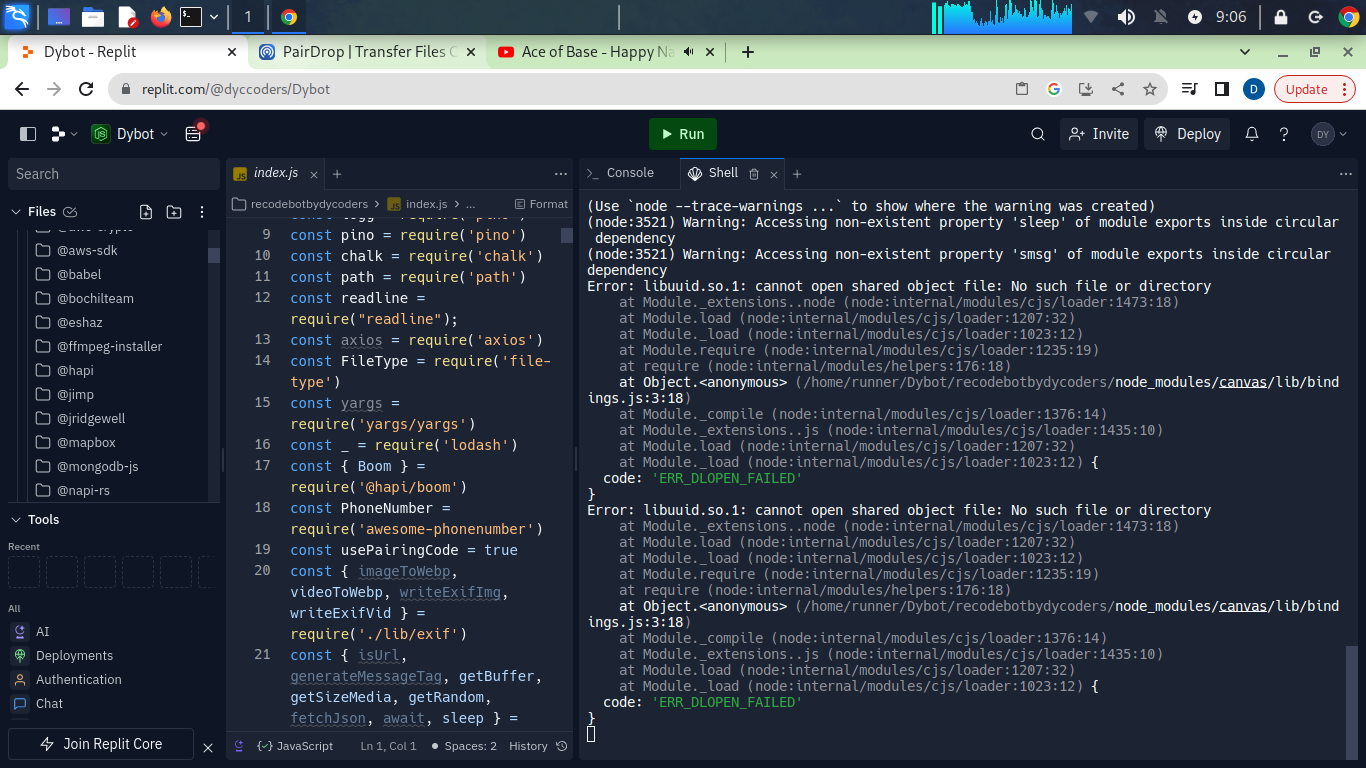 1
9:06
Dybot - Replit
PairDrop | Transfer Files
Ace of Base - Happy Na
replit.com/@dyccoders/Dybot
D
Update
Dybot
Run
Invite
Deploy
DY
Search
Files
@aws-crypto
@aws-sdk
@babel
@bochilteam
@eshaz
@ffmpeg-installer
@hapi
@jimp
@jridgewell
@mapbox
@mongodb-js
@napi-rs
Tools
Recent
All
AI
Deployments
Authentication
Chat
Join Replit Core
JS index.js
recodebotbydycoders > JS index.js > ...
Format
9 const pino = require('pino')
10 const chalk = require('chalk')
11 const path = require('path')
12 const readline =
require("readline");
13 const axios = require('axios')
14 const FileType = require('file-
type')
15 const yargs =
require('yargs/yargs')
16 const _ = require('lodash')
17 const { Boom } =
require('@hapi/boom')
18 const PhoneNumber =
require('awesome-phonenumber')
19 const usePairingCode = true
20 const { imageToWebp,
videoToWebp, writeExifImg,
writeExifVid } =
require('./lib/exif')
21 const { isUrl,
generateMessageTag, getBuffer,
getSizeMedia, getRandom,
fetchJson, await, sleep } =
JavaScript
Ln 1, Col 1
Spaces: 2
History
Console
Shell
(Use `node --trace-warnings ...` to show where the warning was created)
(node:3521) Warning: Accessing non-existent property 'sleep' of module exports inside circular
dependency
(node:3521) Warning: Accessing non-existent property 'smsg' of module exports inside circular
dependency
Error: libuuid.so.1: cannot open shared object file: No such file or directory
at Module._extensions..node (node:internal/modules/cjs/loader:1473:18)
at Module.load (node:internal/modules/cjs/loader:1207:32)
at Module._load (node:internal/modules/cjs/loader:1023:12)
at Module.require (node:internal/modules/cjs/loader:1235:19)
at require (node:internal/modules/helpers:176:18)
at Object.<anonymous> (/home/runner/Dybot/recodebotbydycoders/node_modules/canvas/lib/bind
ings.js:3:18)
at Module._compile (node:internal/modules/cjs/loader:1376:14)
at Module._extensions..js (node:internal/modules/cjs/loader:1435:10)
at Module.load (node:internal/modules/cjs/loader:1207:32)
at Module._load (node:internal/modules/cjs/loader:1023:12) {
code: 'ERR_DLOPEN_FAILED'
}
Error: libuuid.so.1: cannot open shared object file: No such file or directory
at Module._extensions..node (node:internal/modules/cjs/loader:1473:18)
at Module.load (node:internal/modules/cjs/loader:1207:32)
at Module._load (node:internal/modules/cjs/loader:1023:12)
at Module.require (node:internal/modules/cjs/loader:1235:19)
at require (node:internal/modules/helpers:176:18)
at Object.<anonymous> (/home/runner/Dybot/recodebotbydycoders/node_modules/canvas/lib/bind
ings.js:3:18)
at Module._compile (node:internal/modules/cjs/loader:1376:14)
at Module._extensions..js (node:internal/modules/cjs/loader:1435:10)
at Module.load (node:internal/modules/cjs/loader:1207:32)
at Module._load (node:internal/modules/cjs/loader:1023:12) {
code: 'ERR_DLOPEN_FAILED'
}